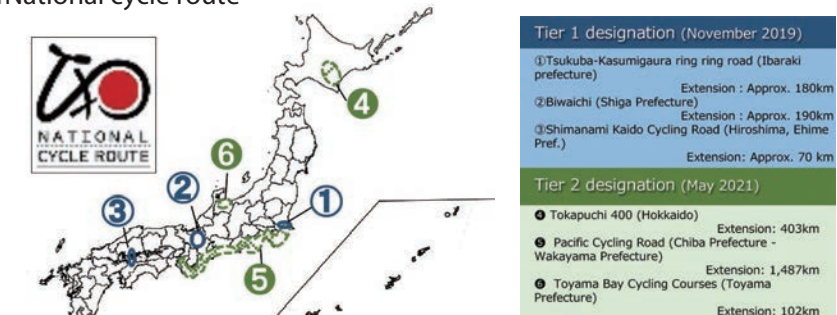 National cycle route
NATIONAL
CYCLE ROUTE
④
⑥
②
①
③
⑤
Tier 1 designation (November 2019)
①Tsukuba-Kasumigaura ring ring road (Ibaraki
prefecture)
Extension : Approx. 180km
②Biwaichi (Shiga Prefecture)
Extension : Approx. 190km
③Shimanami Kaido Cycling Road (Hiroshima, Ehime
Pref.)
Extension: Approx. 70 km
Tier 2 designation (May 2021)
❹ Tokapuchi 400 (Hokkaido)
Extension: 403km
❺ Pacific Cycling Road (Chiba Prefecture -
Wakayama Prefecture)
Extension: 1,487km
❻ Toyama Bay Cycling Courses (Toyama
Prefecture)
Extension: 102km